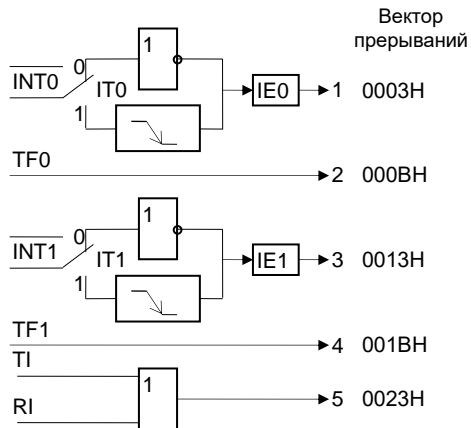 Вектор
прерываний
1
0
INT0
IT0
1
IE0
1 0003H
TF0
2 000BH
1
0
INT1
IT1
1
IE1
3 0013H
TF1
4 001BH
TI
1
5 0023H
RI